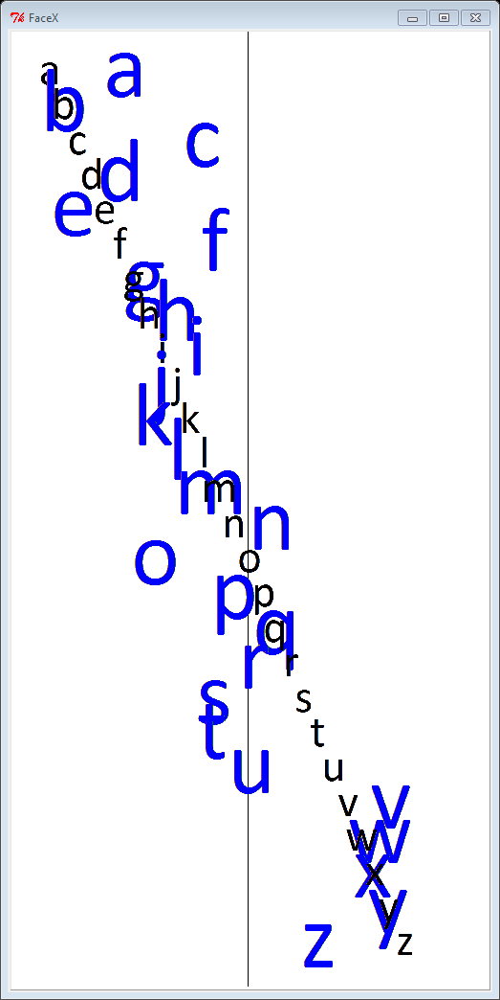 FaceX
a a
b b
c c
d d
e e
f f
g g
h h
i i
j j
k k
l l
m m
n n
o o
p p
q q
r r
s s
t t
u u
v v
w w
x x
y y
z z